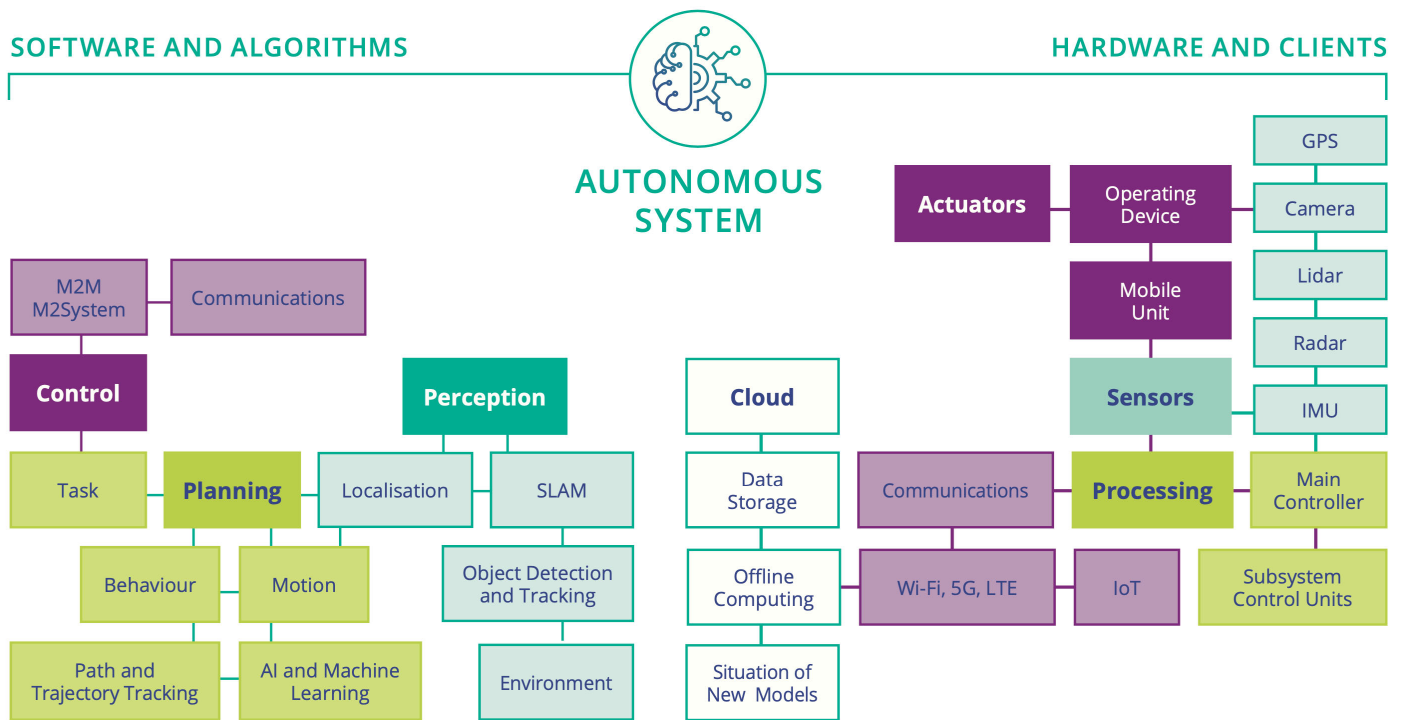 SOFTWARE AND ALGORITHMS
HARDWARE AND CLIENTS
AUTONOMOUS
SYSTEM
M2M
M2System
Communications
Control
Perception
Task
Planning
Localisation
SLAM
Behaviour
Motion
Object Detection
and Tracking
Path and
Trajectory Tracking
AI and Machine
Learning
Environment
Actuators
Operating
Device
GPS
Camera
Mobile
Unit
Lidar
Radar
Cloud
Sensors
IMU
Data
Storage
Communications
Processing
Main
Controller
Offline
Computing
Wi-Fi, 5G, LTE
IoT
Subsystem
Control Units
Situation of
New Models